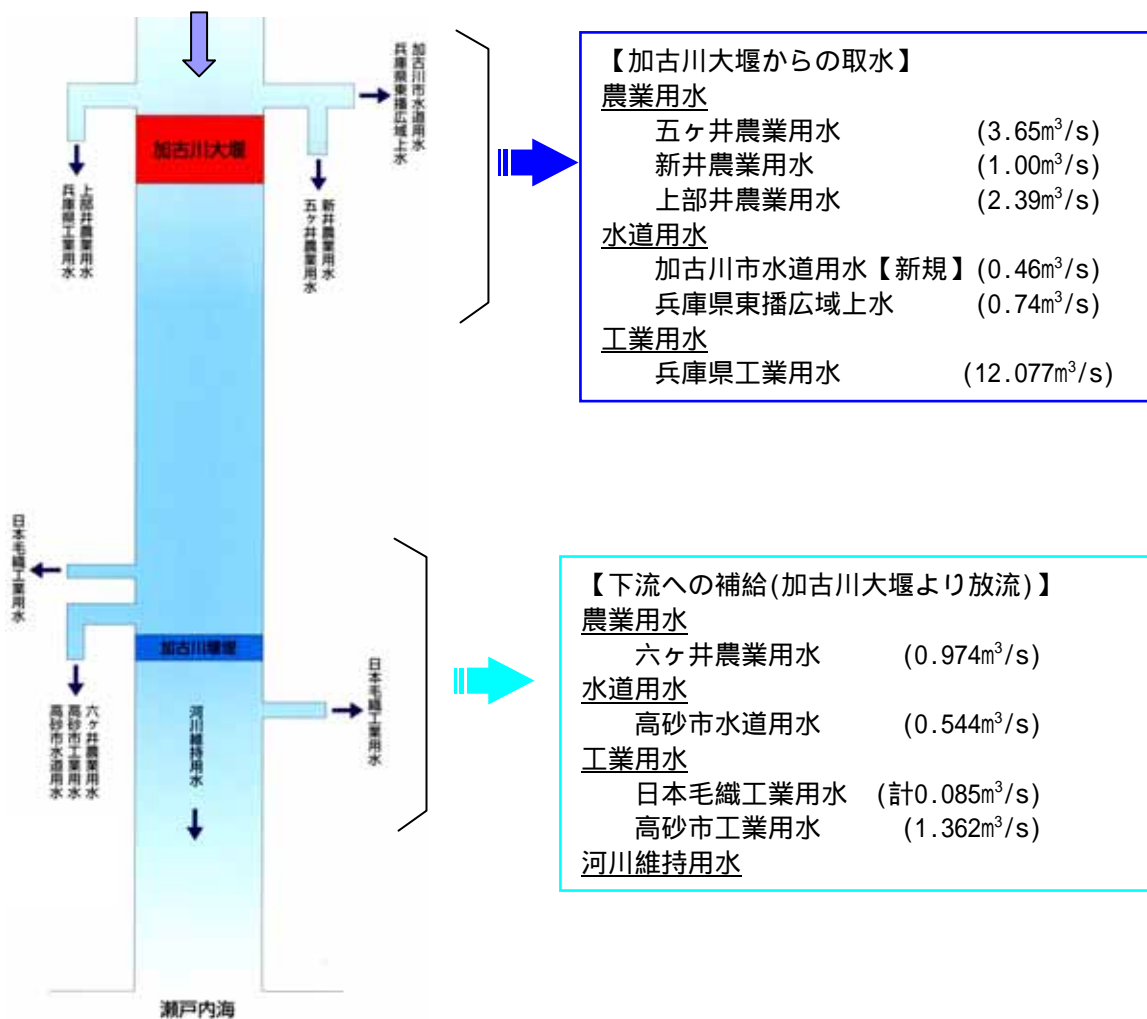 加古川市水道用水
兵庫県東播広域上水
加古川大堰
上部井農業用水
兵庫県工業用水
新井農業用水
五ヶ井農業用水
【加古川大堰からの取水】
農業用水
五ヶ井農業用水 (3.65m³/s)
新井農業用水 (1.00m³/s)
上部井農業用水 (2.39m³/s)
水道用水
加古川市水道用水【新規】(0.46m³/s)
兵庫県東播広域上水 (0.74m³/s)
工業用水
兵庫県工業用水 (12.077m³/s)
日本毛織工業用水
加古川堰堤
六ヶ井農業用水
高砂市工業用水
高砂市水道用水
河川維持用水
日本毛織工業用水
【下流への補給(加古川大堰より放流)】
農業用水
六ヶ井農業用水 (0.974m³/s)
水道用水
高砂市水道用水 (0.544m³/s)
工業用水
日本毛織工業用水 (計0.085m³/s)
高砂市工業用水 (1.362m³/s)
河川維持用水
瀬戸内海